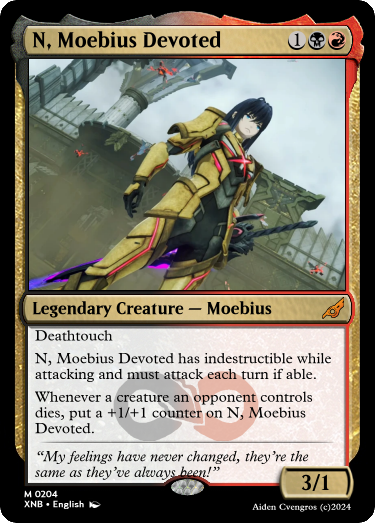 N, Moebius Devoted 1
Legendary Creature — Moebius
Deathtouch
N, Moebius Devoted has indestructible while
attacking and must attack each turn if able.
Whenever a creature an opponent controls
dies, put a +1/+1 counter on N, Moebius
Devoted.
“My feelings have never changed, they're the
same as they've always been!”
3/1
M 0204
XNB • English
Aiden Cvengros (c)2024